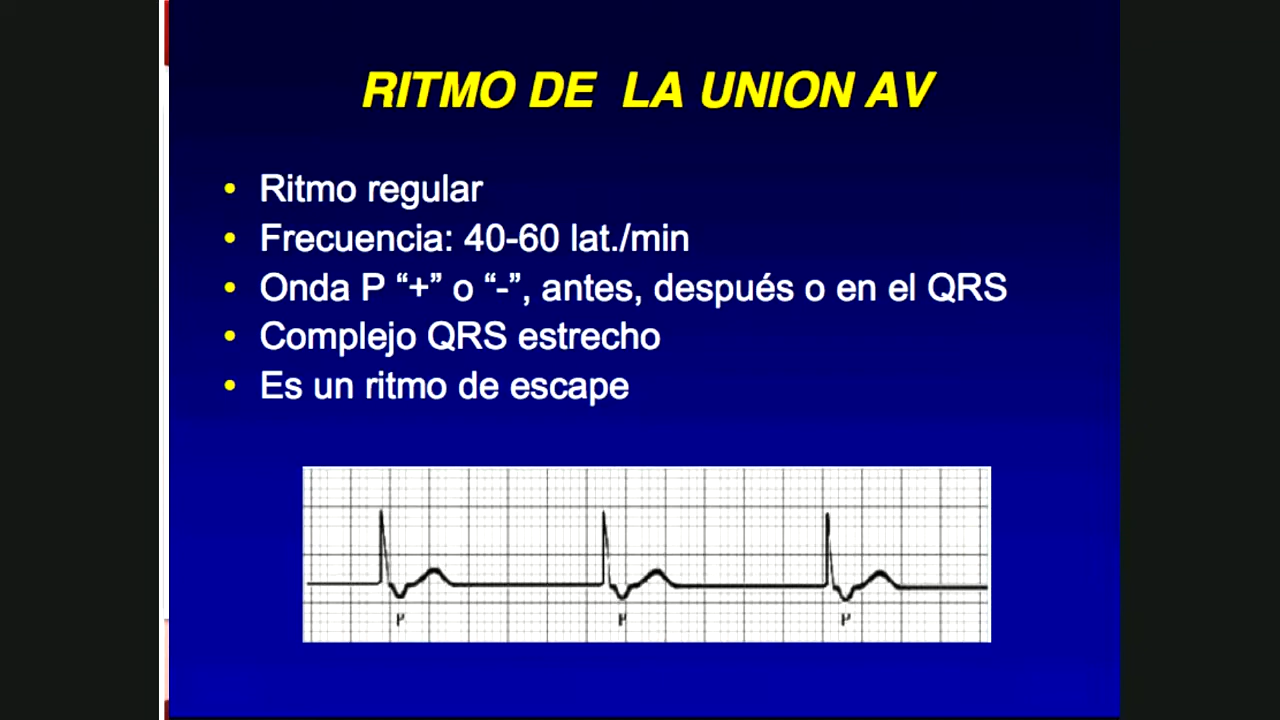 RITMO DE LA UNION AV
• Ritmo regular
• Frecuencia: 40-60 lat./min
• Onda P “+” o “-”, antes, después o en el QRS
• Complejo QRS estrecho
• Es un ritmo de escape
P P P